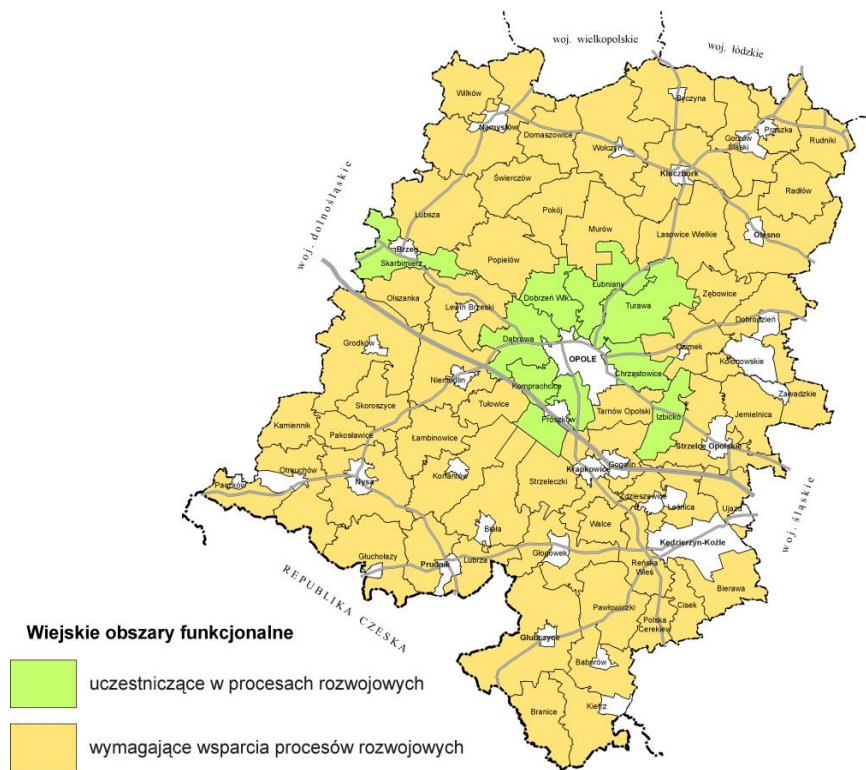 woj. wielkopolskie
woj. łódzkie
Wilków
Byczyna
Namysłów
Domaszowice
Wołczyn
Gorzów
Śląski
Praszka
Rudniki
Kluczbork
Świerczów
Radłów
woj. dolnośląskie
Lubsza
Pokój
Murów
Lasowice Wielkie
Olesno
Brzeg
Skarbimierz
Popielów
Olszanka
Lewin Brzeski
Dobrzeń Wlk.
Łubniany
Turawa
Zębowice
Dobrodzień
Grodków
Dąbrowa
OPOLE
Ozimek
Kolonowskie
Chrząstowice
Niemodlin
Komprachcice
Zawadzkie
Skoroszyce
Tułowice
Prószków
Tarnów Opolski
Izbicko
Jemielnica
Kamiennik
Pakosławice
Łambinowice
Strzelce Opolskie
Paczków
Otmuchów
Nysa
Korfantów
Strzeleczki
Krapkowice
Gogolin
Zdzieszowice
Leśnica
Ujazd
woj. śląskie
Biała
Walce
Głuchołazy
Prudnik
Lubrza
Głogówek
Kędzierzyn-Koźle
Reńska
Wieś
Bierawa
REPUBLIKA CZESKA
Pawłowiczki
Cisek
Polska
Cerekiew
Głubczyce
Baborów
Branice
Kietrz
Wiejskie obszary funkcjonalne
uczestniczące w procesach rozwojowych
wymagające wsparcia procesów rozwojowych